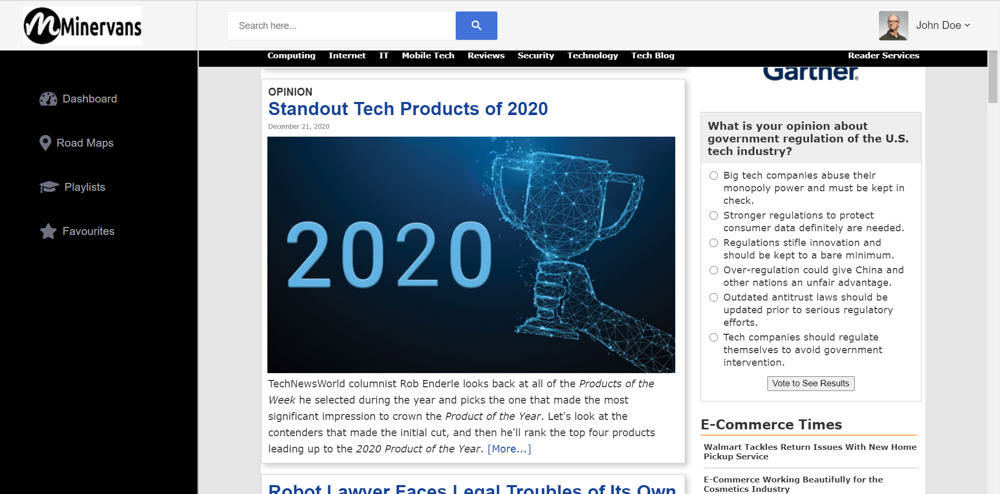 Minervans
Search here...
John Doe
Dashboard
Road Maps
Playlists
Favourites
Computing Internet IT Mobile Tech Reviews Security Technology Tech Blog Reader Services
OPINION
Standout Tech Products of 2020
December 21, 2020
2020
TechNewsWorld columnist Rob Enderle looks back at all of the Products of the
Week he selected during the year and picks the one that made the most
significant impression to crown the Product of the Year. Let's look at the
contenders that made the initial cut, and then he'll rank the top four products
leading up to the 2020 Product of the Year. [More...]
Robot Lawyer Faces Legal Troubles of Its Own
Gartner®
What is your opinion about
government regulation of the U.S.
tech industry?
Big tech companies abuse their
monopoly power and must be kept in
check.
Stronger regulations to protect
consumer data definitely are needed.
Regulations stifle innovation and
should be kept to a bare minimum.
Over-regulation could give China and
other nations an unfair advantage.
Outdated antitrust laws should be
updated prior to serious regulatory
efforts.
Tech companies should regulate
themselves to avoid government
intervention.
Vote to See Results
E-Commerce Times
Walmart Tackles Return Issues With New Home
Pickup Service
E-Commerce Working Beautifully for the
Cosmetics Industry